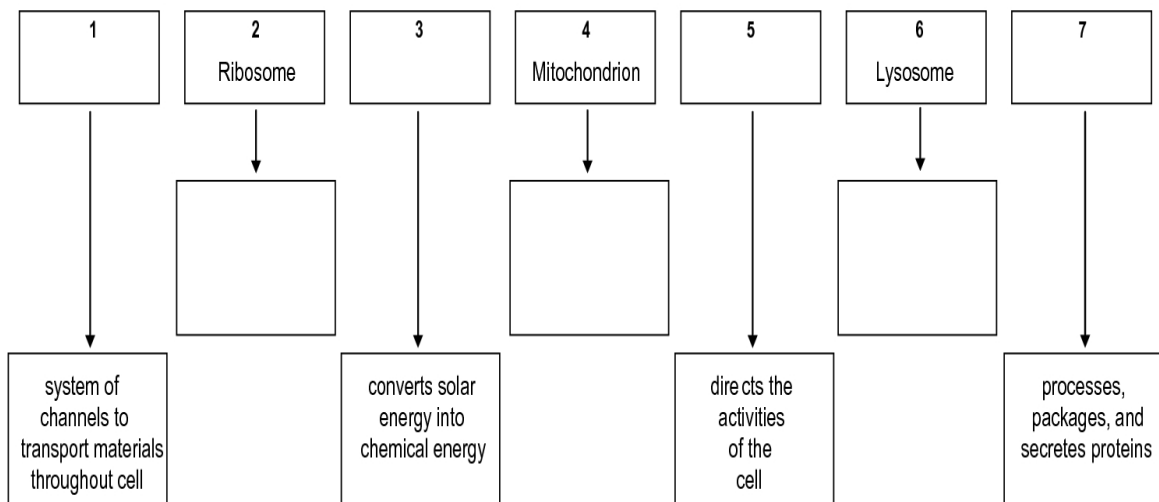 1
2
Ribosome
3
4
Mitochondrion
5
6
Lysosome
7
system of
channels to
transport materials
throughout cell
converts solar
energy into
chemical energy
directs the
activities
of the
cell
processes,
packages, and
secretes proteins